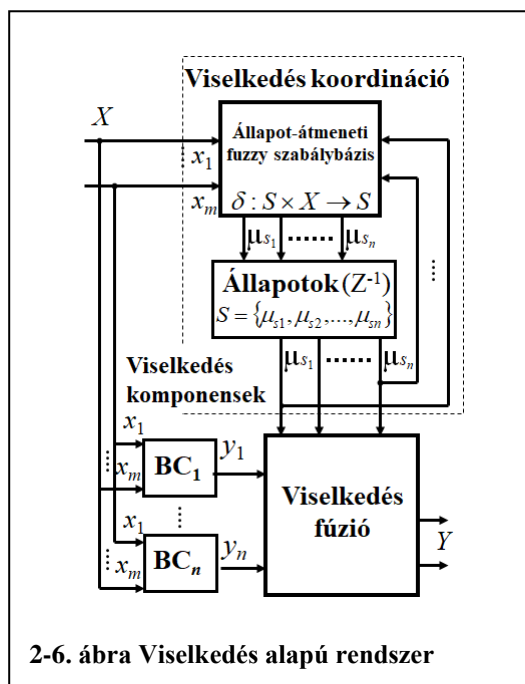 Viselkedés koordináció
X
Állapot-átmeneti
fuzzy szabálybázis
x₁
xₘ
δ : S × X → S
μₛ₁ ...... μₛₙ
Állapotok (Z⁻¹)
S = {μₛ₁, μₛ₂, ..., μₛₙ}
μₛ₁ ...... μₛₙ
Viselkedés
komponensek
x₁
xₘ
BC₁
y₁
Viselkedés
fúzió
Y
x₁
xₘ
BCₙ
yₙ
2-6. ábra Viselkedés alapú rendszer